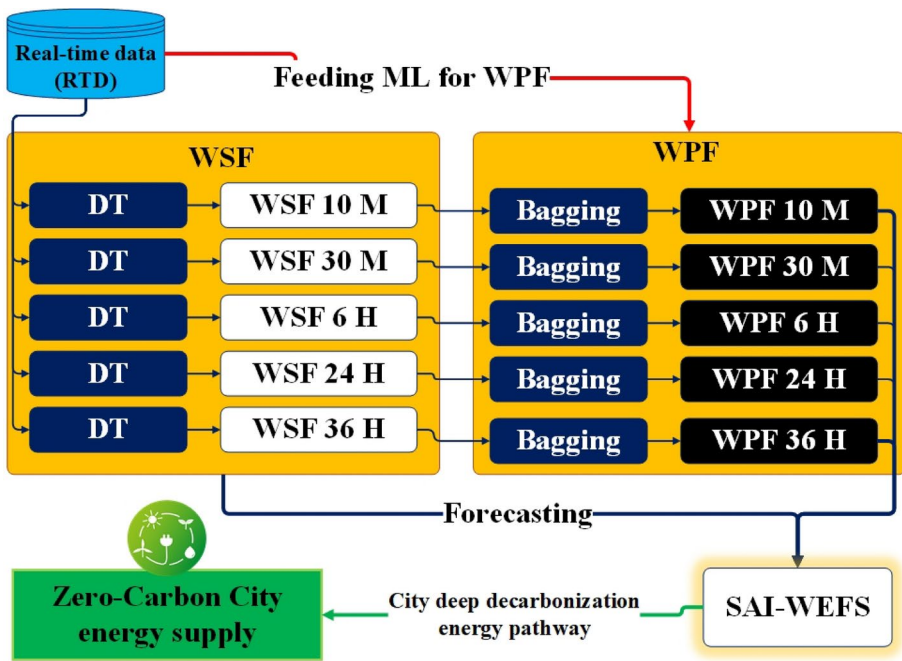 Real-time data
(RTD)
Feeding ML for WPF
WSF
WPF
DT
WSF 10 M
Bagging
WPF 10 M
DT
WSF 30 M
Bagging
WPF 30 M
DT
WSF 6 H
Bagging
WPF 6 H
DT
WSF 24 H
Bagging
WPF 24 H
DT
WSF 36 H
Bagging
WPF 36 H
Forecasting
Zero-Carbon City
energy supply
City deep decarbonization
energy pathway
SAI-WEFS